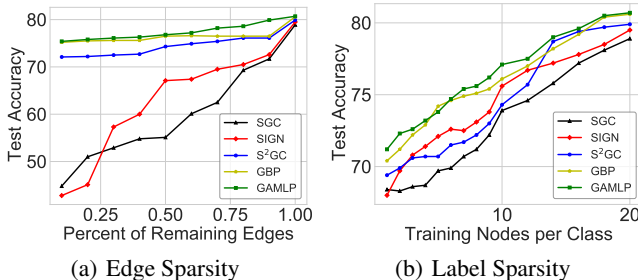 80
70
60
50
Test Accuracy
SGC
SIGN
S²GC
GBP
GAMLP
0.25
0.50
0.75
1.00
Percent of Remaining Edges
(a) Edge Sparsity
80
75
70
Test Accuracy
SGC
SIGN
S²GC
GBP
GAMLP
10
20
Training Nodes per Class
(b) Label Sparsity